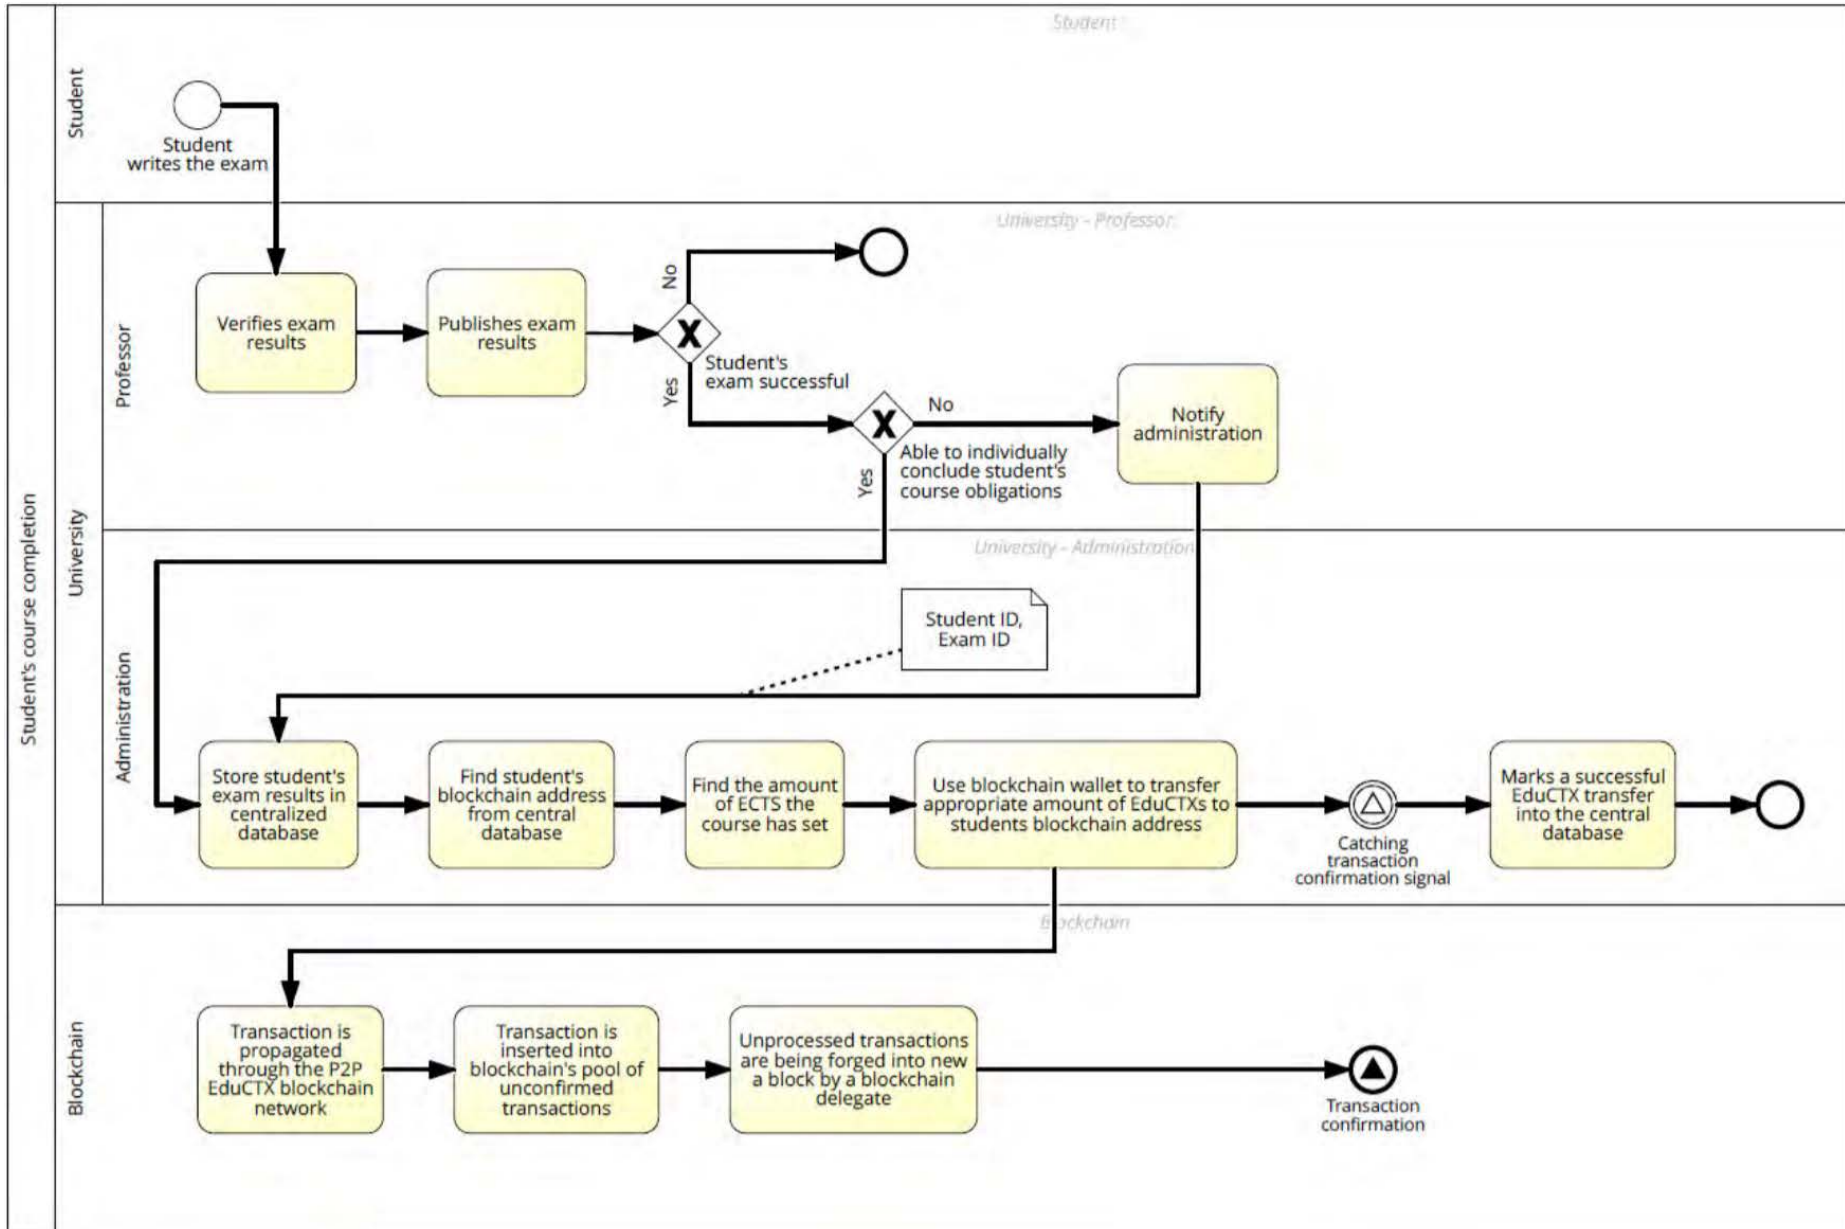 Student's course completion
Student
Student
Student
writes the exam
University
Professor
University - Professor
Verifies exam
results
Publishes exam
results
No
Yes
Student's
exam successful
No
Yes
Able to individually
conclude student's
course obligations
Notify
administration
Administration
University - Administration
Student ID,
Exam ID
Store student's
exam results in
centralized
database
Find student's
blockchain address
from central
database
Find the amount
of ECTS the
course has set
Use blockchain wallet to transfer
appropriate amount of EduCTXs to
students blockchain address
Catching
transaction
confirmation signal
Marks a successful
EduCTX transfer
into the central
database
Blockchain
Blockchain
Transaction is
propagated
through the P2P
EduCTX blockchain
network
Transaction is
inserted into
blockchain's pool of
unconfirmed
transactions
Unprocessed transactions
are being forged into new
a block by a blockchain
delegate
Transaction
confirmation